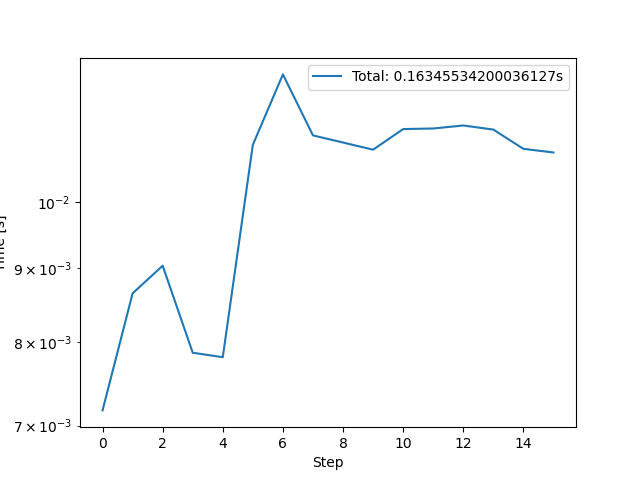 Total: 0.16345534200036127s
10⁻²
9 × 10⁻³
8 × 10⁻³
7 × 10⁻³
Time [s]
0 2 4 6 8 10 12 14
Step